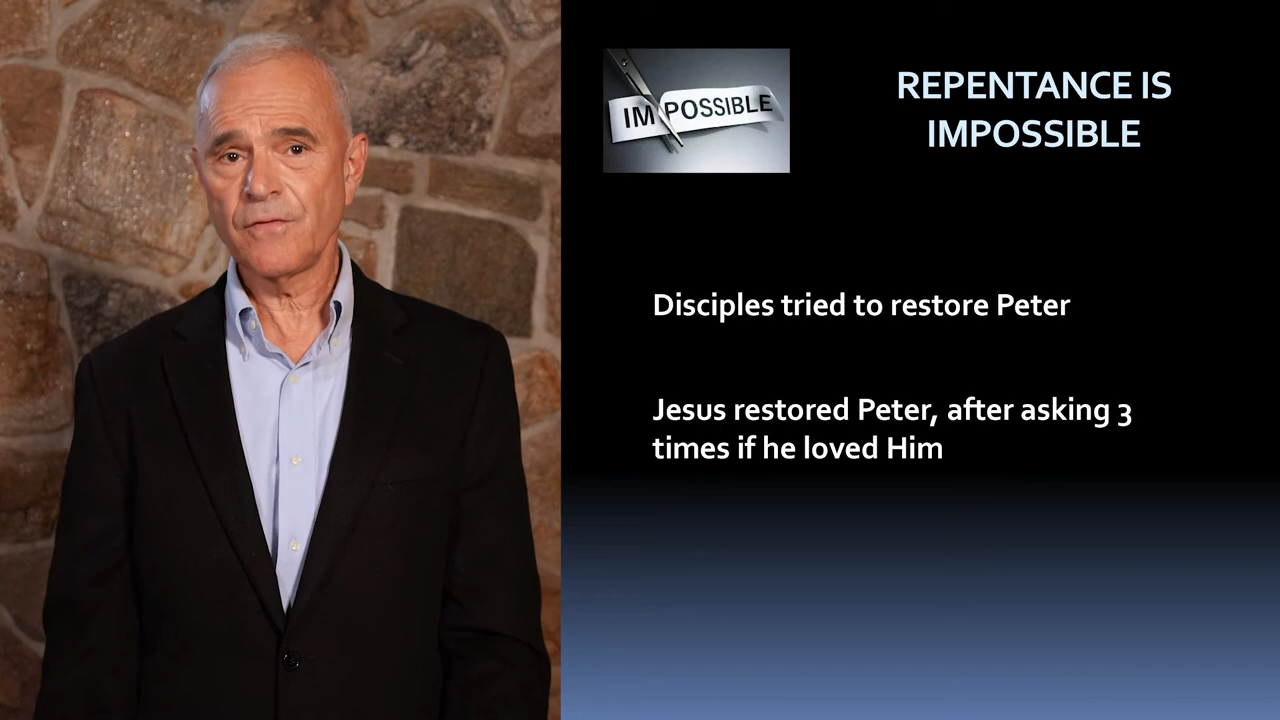 IMPOSSIBLE
REPENTANCE IS
IMPOSSIBLE
Disciples tried to restore Peter
Jesus restored Peter, after asking 3
times if he loved Him